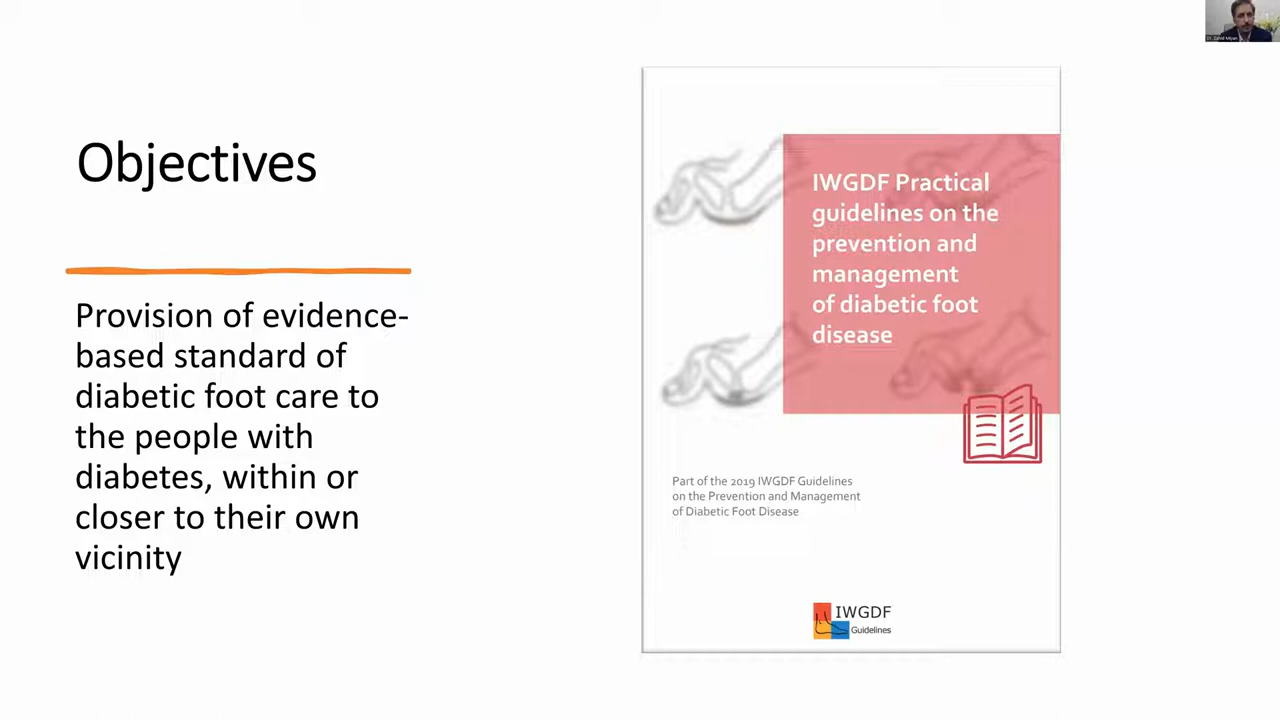 Objectives
Provision of evidence-
based standard of
diabetic foot care to
the people with
diabetes, within or
closer to their own
vicinity
IWGDF Practical
guidelines on the
prevention and
management
of diabetic foot
disease
Part of the 2019 IWGDF Guidelines
on the Prevention and Management
of Diabetic Foot Disease
IWGDF
Guidelines